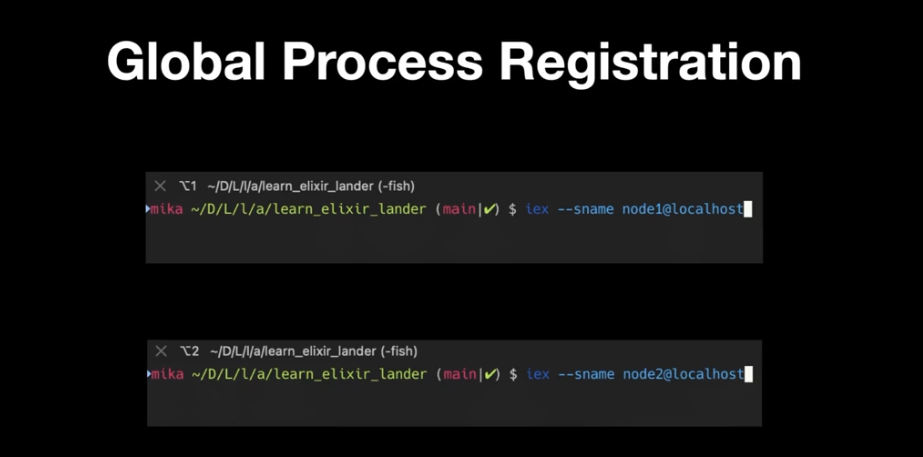 Global Process Registration
⌥1 ~/D/L/l/a/learn_elixir_lander (-fish)
mika ~/D/L/l/a/learn_elixir_lander (main|✔) $ iex --sname node1@localhost
⌥2 ~/D/L/l/a/learn_elixir_lander (-fish)
mika ~/D/L/l/a/learn_elixir_lander (main|✔) $ iex --sname node2@localhost